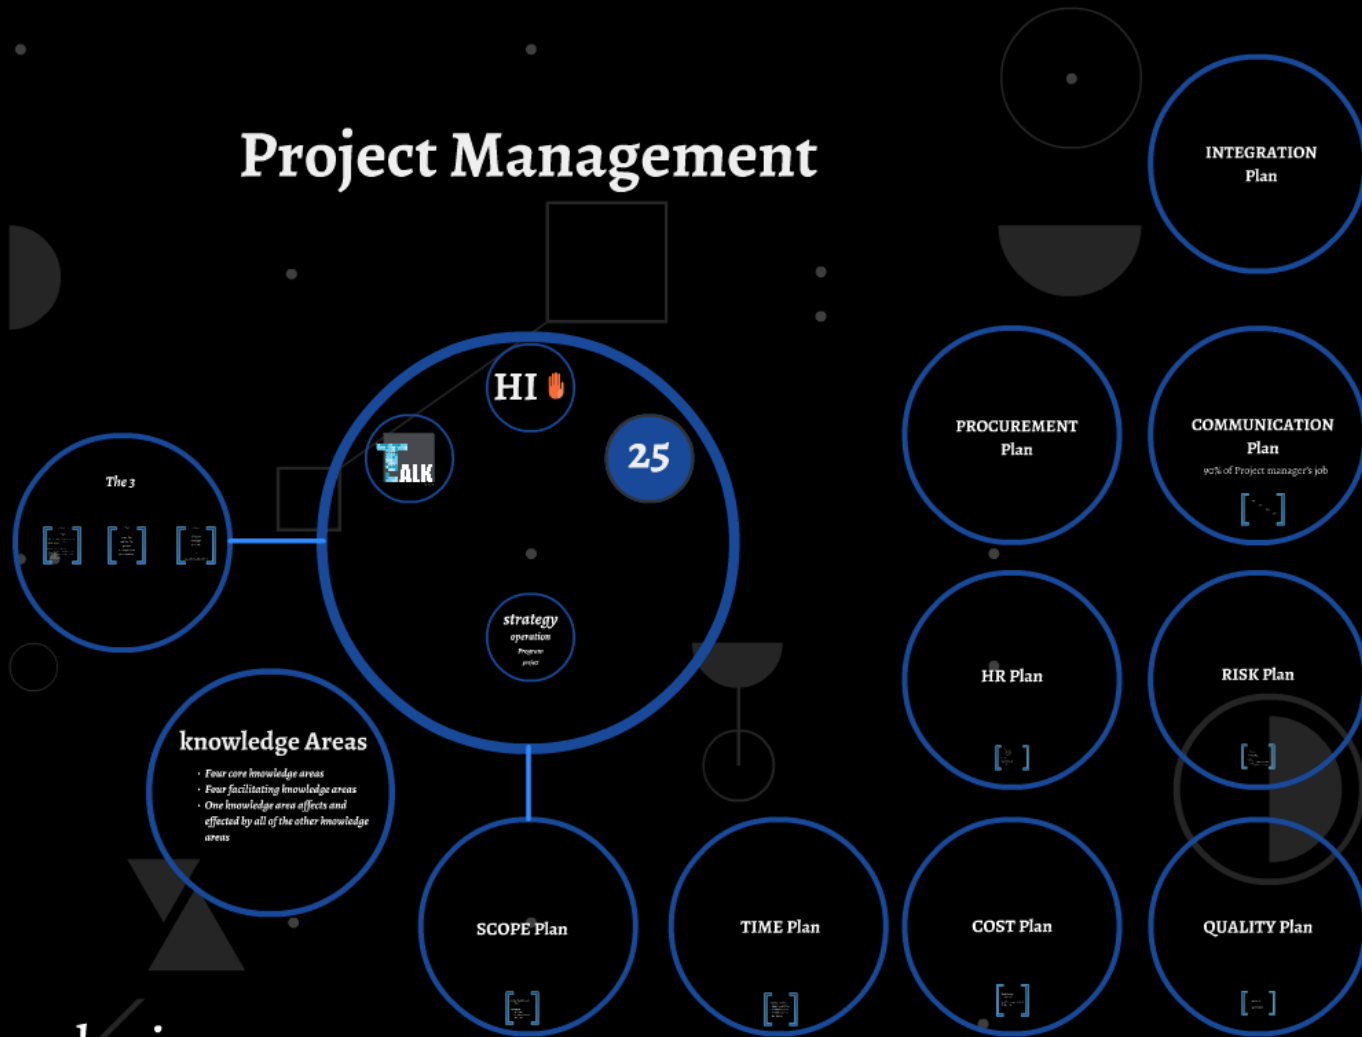 Project Management
INTEGRATION
Plan
HI
TALK
25
PROCUREMENT
Plan
COMMUNICATION
Plan
90% of Project manager's job
The 3
strategy
operation
Program
project
HR Plan
RISK Plan
knowledge Areas
• Four core knowledge areas
• Four facilitating knowledge areas
• One knowledge area affects and
effected by all of the other knowledge
areas
SCOPE Plan
TIME Plan
COST Plan
QUALITY Plan